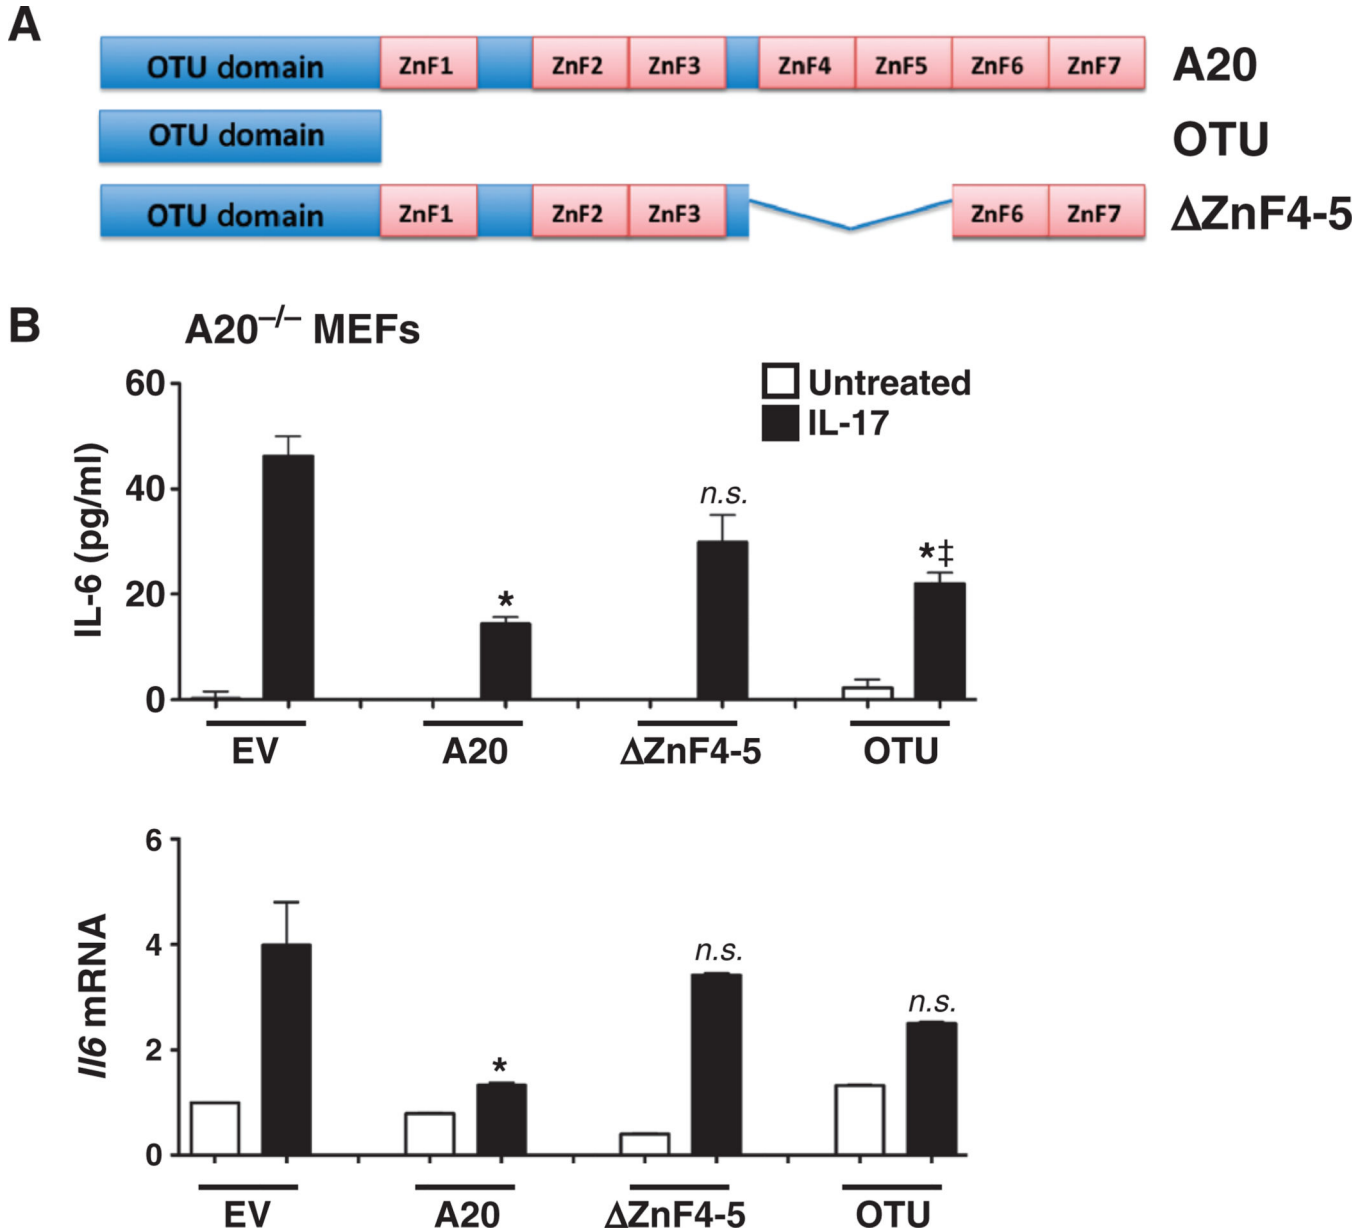 A
OTU domain ZnF1 ZnF2 ZnF3 ZnF4 ZnF5 ZnF6 ZnF7 A20
OTU domain OTU
OTU domain ZnF1 ZnF2 ZnF3 ZnF6 ZnF7 ΔZnF4-5
B
A20–/– MEFs
Untreated
IL-17
IL-6 (pg/ml)
60
40
20
0
n.s.
*‡
*
EV A20 ΔZnF4-5 OTU
Il6 mRNA
6
4
2
0
n.s.
n.s.
*
EV A20 ΔZnF4-5 OTU